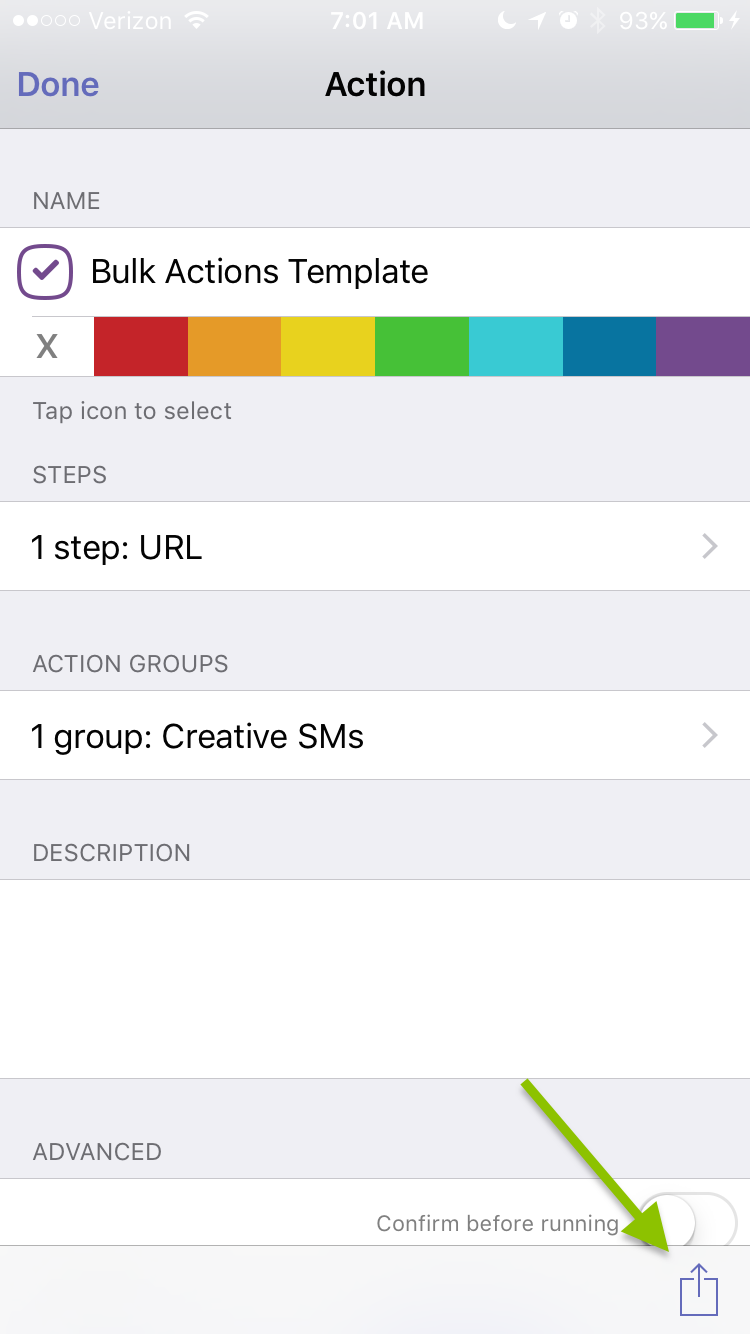 Verizon 7:01 AM 93%
Done Action
NAME
Bulk Actions Template
X
Tap icon to select
STEPS
1 step: URL
ACTION GROUPS
1 group: Creative SMs
DESCRIPTION
ADVANCED
Confirm before running